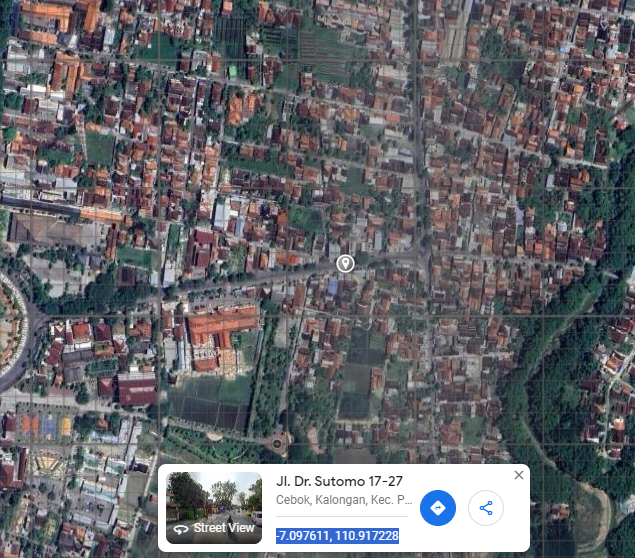 Jl. Dr. Sutomo 17-27
Cebok, Kalongan, Kec. P...
Street View
-7.097611, 110.917228